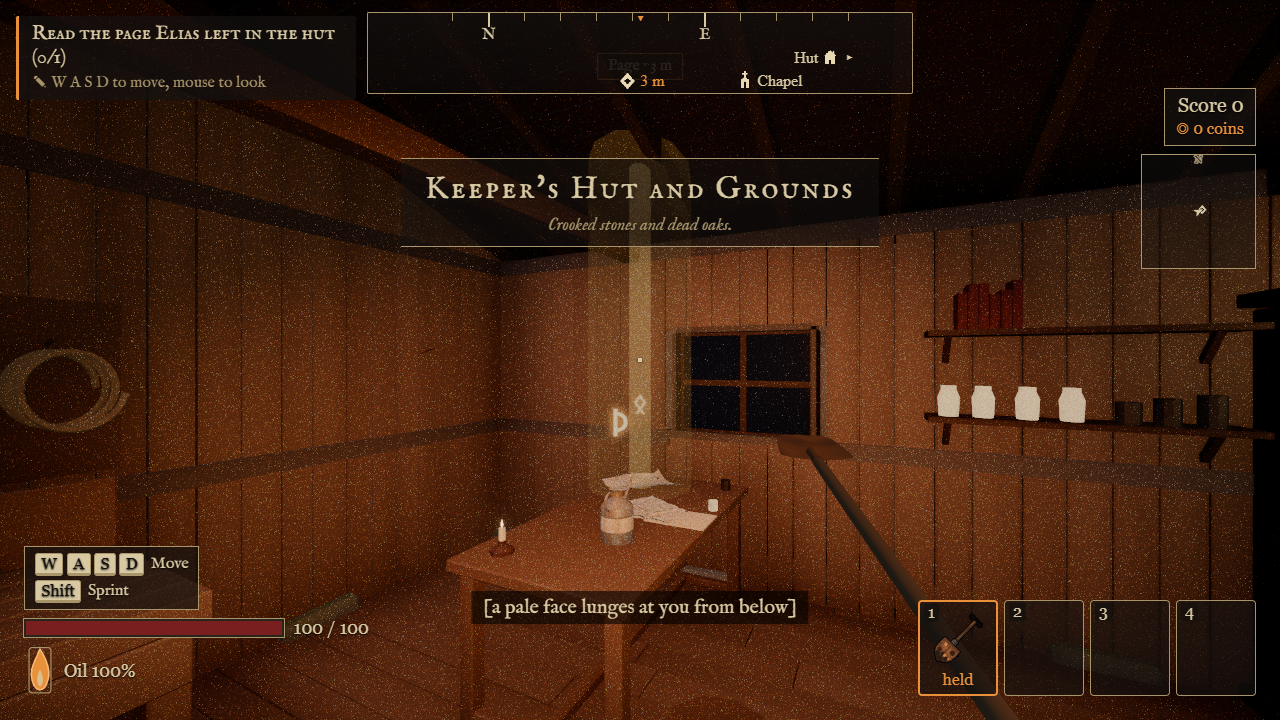 Read the page Elias left in the hut
(0/1)
W A S D to move, mouse to look
N
E
Hut
Page · 3 m
3 m
Chapel
Score 0
0 coins
Keeper's Hut and Grounds
Crooked stones and dead oaks.
W A S D Move
Shift Sprint
[a pale face lunges at you from below]
100 / 100
Oil 100%
1
2
3
4
held